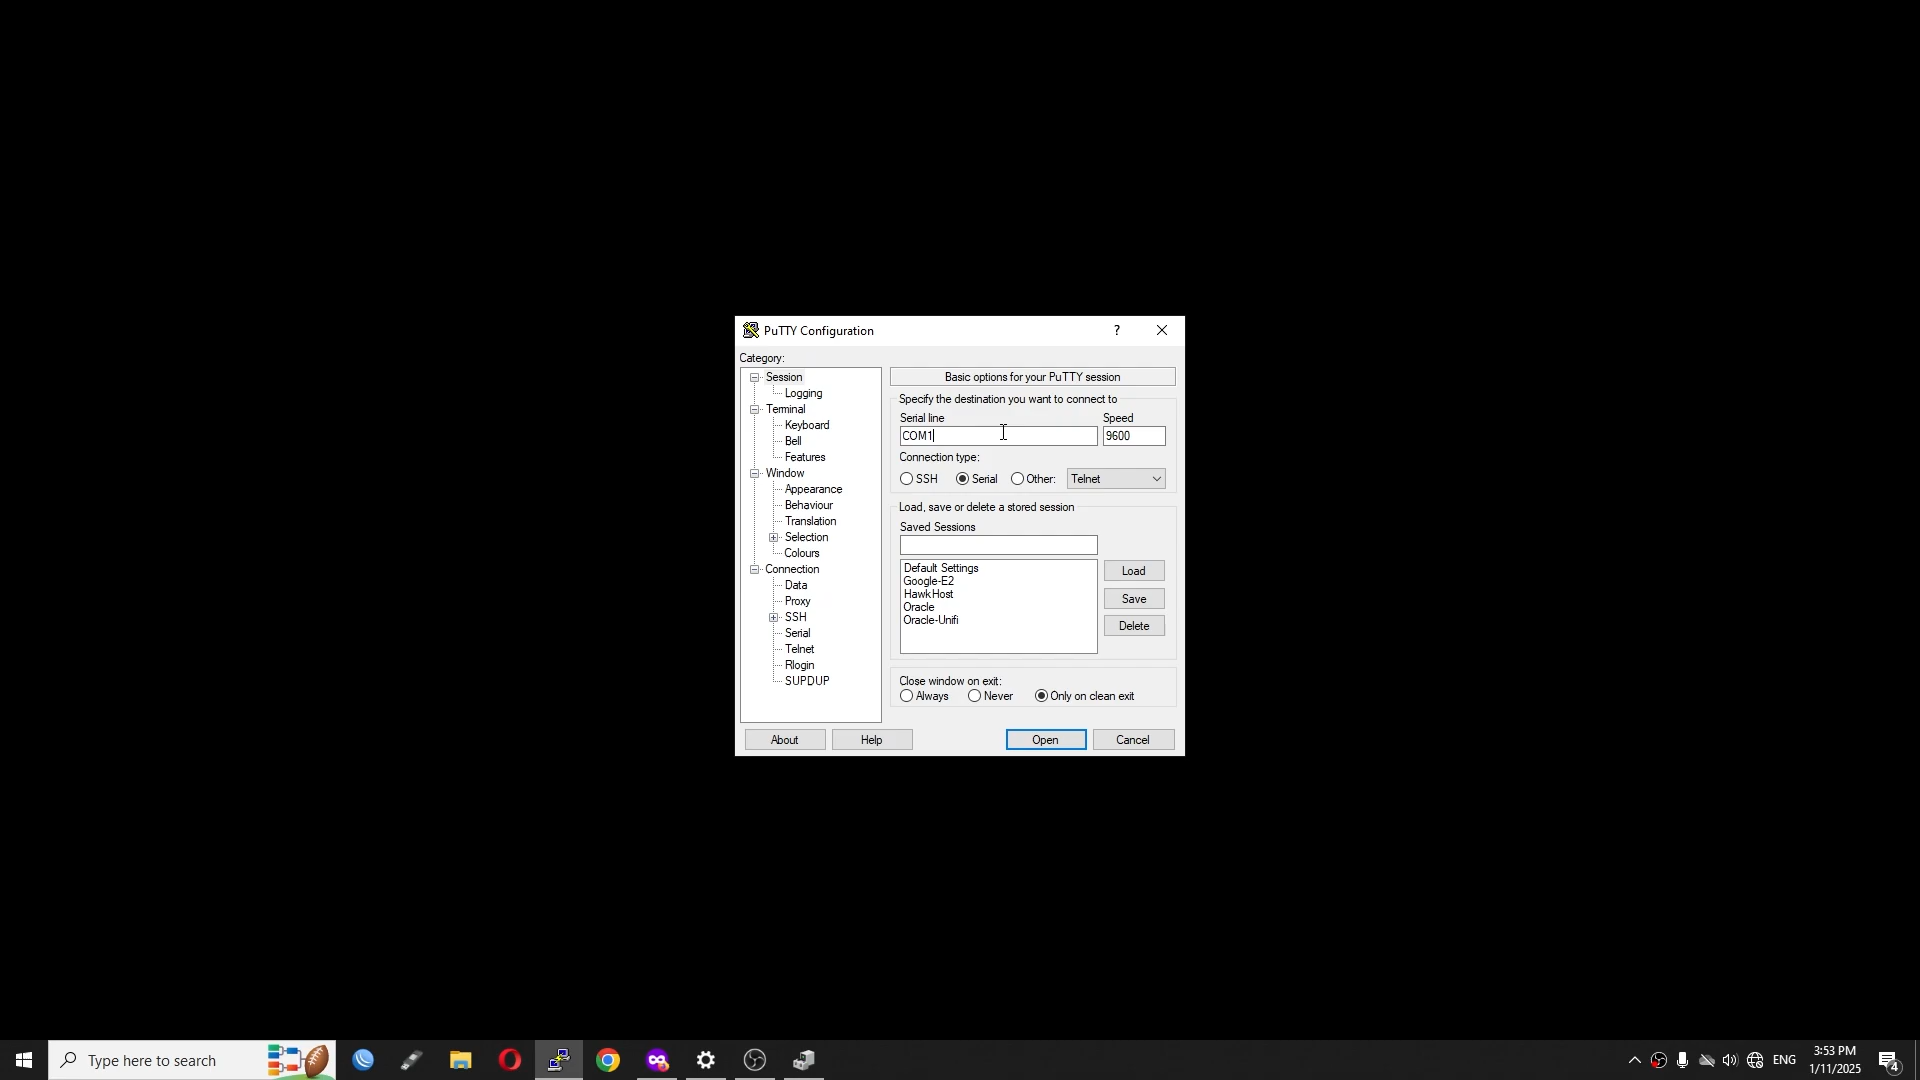 PuTTY Configuration
?
Category:
Session
Logging
Terminal
Keyboard
Bell
Features
Window
Appearance
Behaviour
Translation
Selection
Colours
Connection
Data
Proxy
SSH
Serial
Telnet
Rlogin
SUPDUP
Basic options for your PuTTY session
Specify the destination you want to connect to
Serial line Speed
COM1 9600
Connection type:
SSH Serial Other: Telnet
Load, save or delete a stored session
Saved Sessions
Default Settings
Google-E2
HawkHost
Oracle
Oracle-Unifi
Load
Save
Delete
Close window on exit:
Always Never Only on clean exit
About Help Open Cancel
Type here to search
ENG
3:53 PM
1/11/2025
4